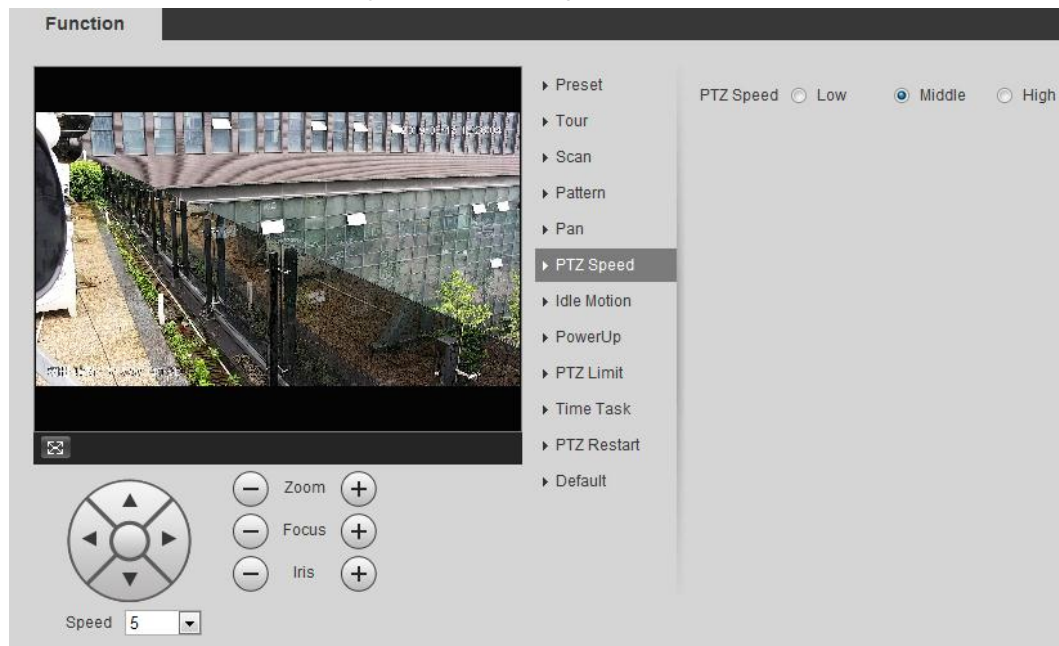 Function
Preset
PTZ Speed Low Middle High
Tour
Scan
Pattern
Pan
PTZ Speed
Idle Motion
PowerUp
PTZ Limit
Time Task
PTZ Restart
Default
Zoom
Focus
Iris
Speed 5